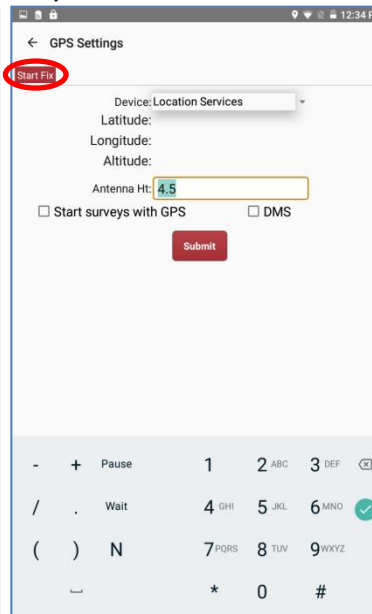 12:34 P
← GPS Settings
Start Fix
Device: Location Services
Latitude:
Longitude:
Altitude:
Antenna Ht: 4.5
Start surveys with GPS DMS
Submit
- + Pause 1 2 ABC 3 DEF
/ . Wait 4 GHI 5 JKL 6 MNO
( ) N 7 PQRS 8 TUV 9 WXYZ
* 0 #